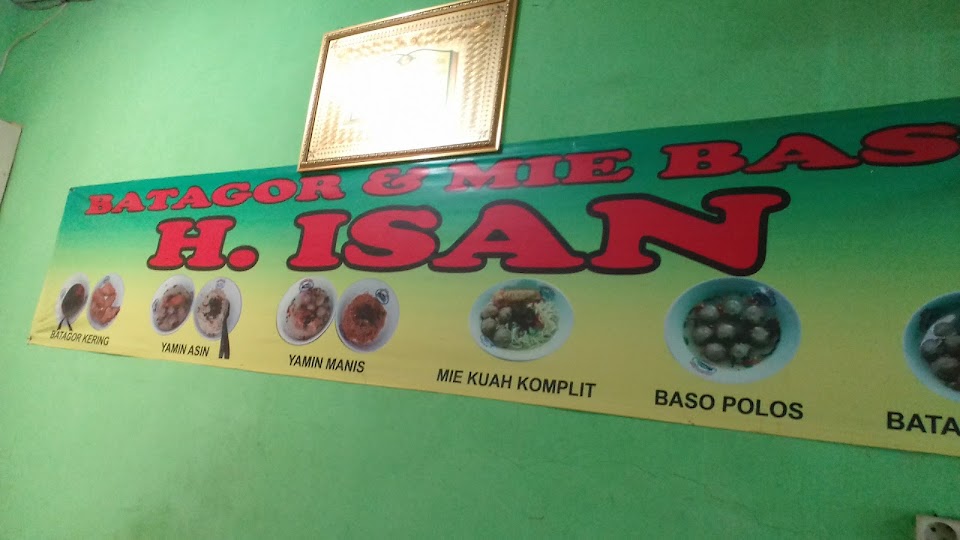 BATAGOR & MIE BAS
H. ISAN
BATAGOR KERING
YAMIN ASIN
YAMIN MANIS
MIE KUAH KOMPLIT
BASO POLOS
BATA